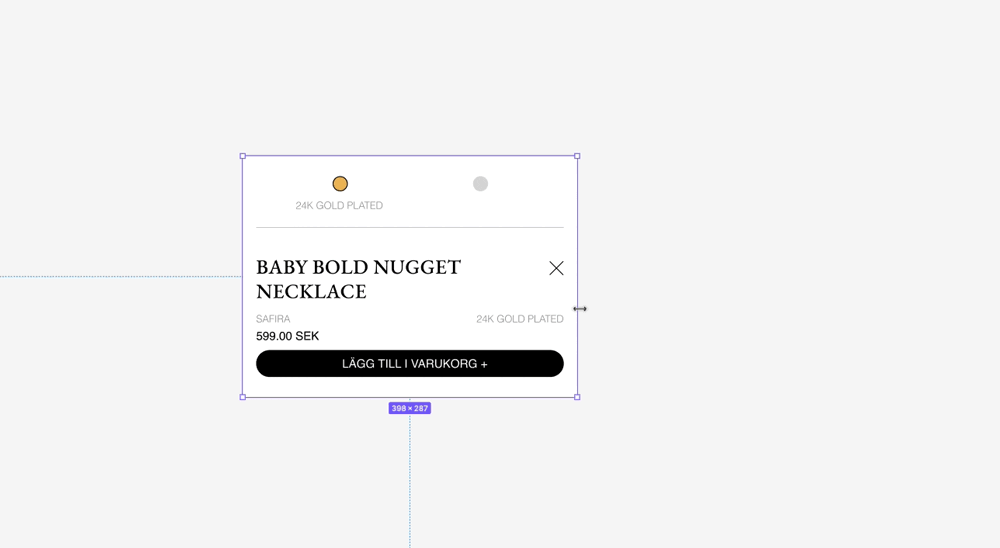 24K GOLD PLATED
BABY BOLD NUGGET
NECKLACE
SAFIRA
24K GOLD PLATED
599.00 SEK
LÄGG TILL I VARUKORG +
398 × 287